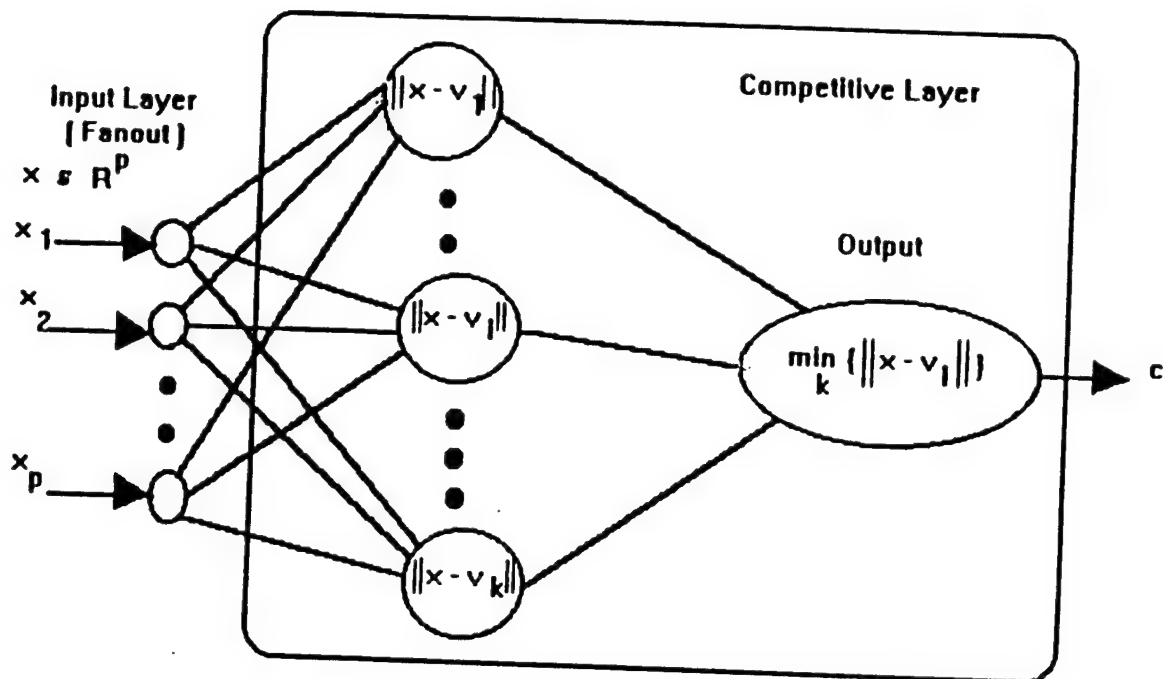 Input Layer
(Fanout)
x ε R^p
x_1
x_2
x_p
Competitive Layer
||x - v_1||
||x - v_i||
||x - v_k||
Output
min_k {||x - v_i||}
c